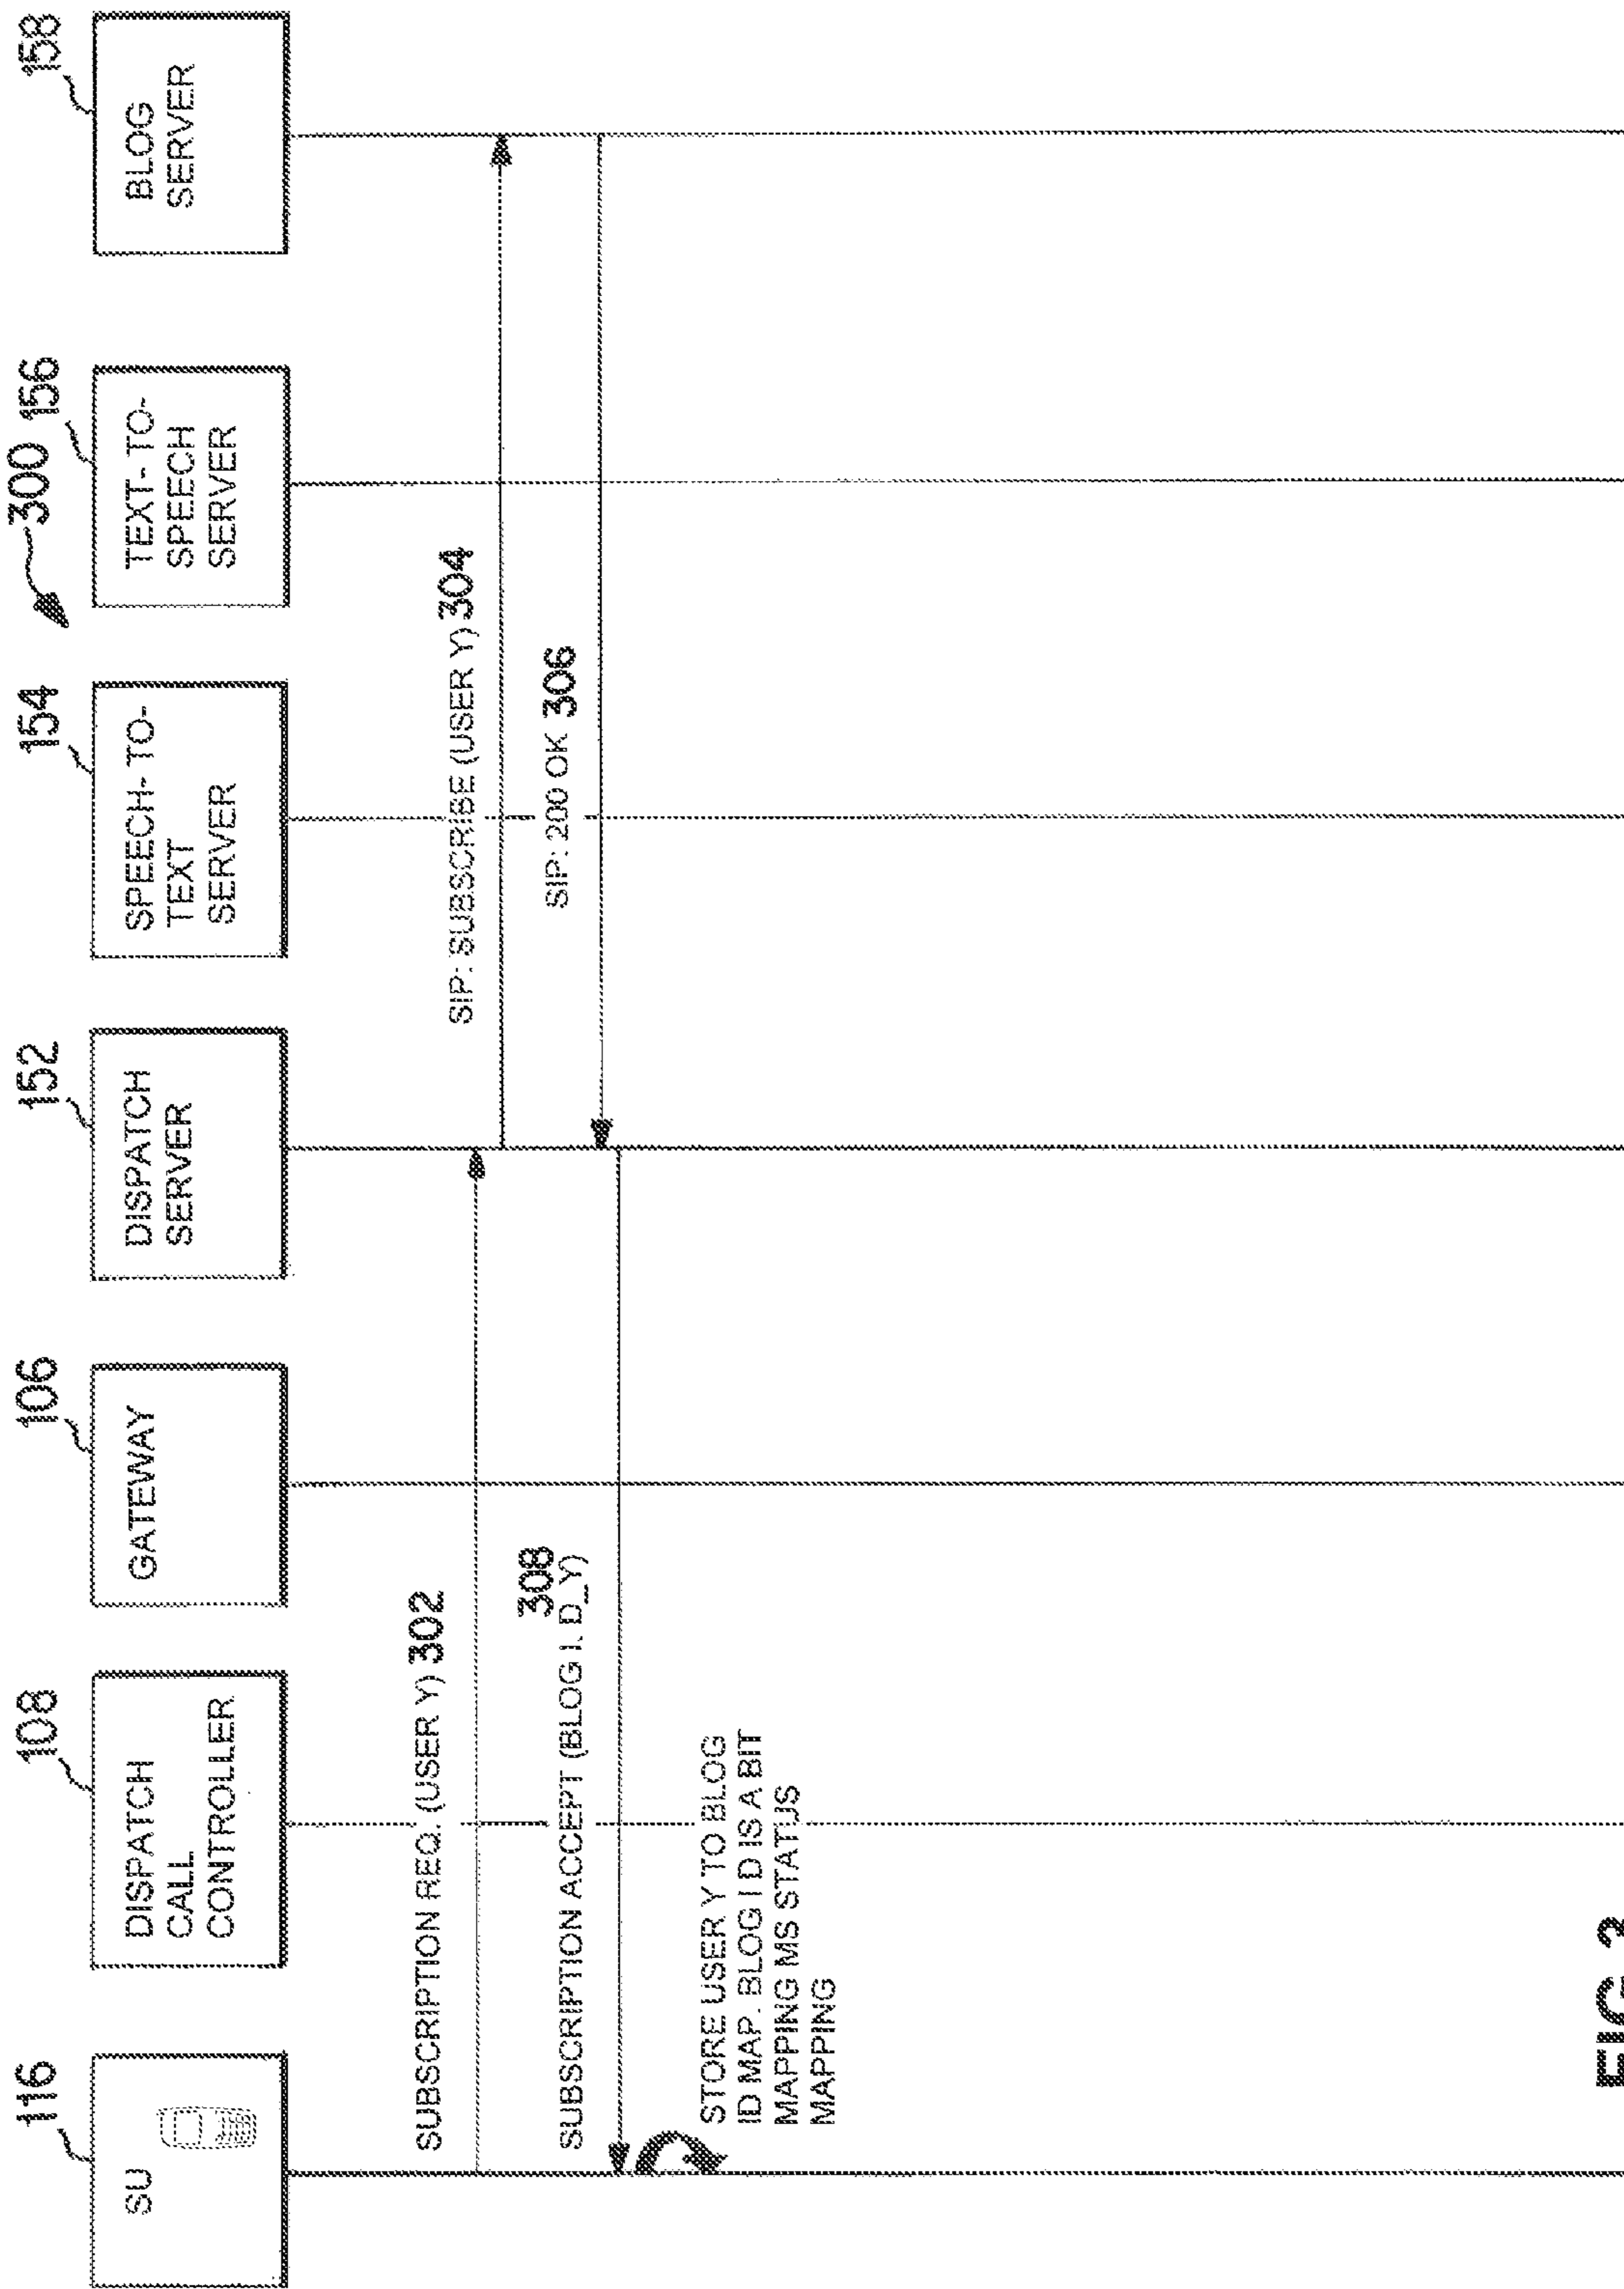 300
116
108
106
152
154
156
158
SU
DISPATCH
CALL
CONTROLLER
GATEWAY
DISPATCH
SERVER
SPEECH- TO-
TEXT
SERVER
TEXT- TO-
SPEECH
SERVER
BLOG
SERVER
SUBSCRIPTION REQ. (USER Y) 302
SIP: SUBSCRIBE (USER Y) 304
SIP: 200 OK 306
308
SUBSCRIPTION ACCEPT (BLOG I. D_Y)
STORE USER Y TO BLOG
ID MAP. BLOG I D IS A BIT
MAPPING MS STATUS
MAPPING